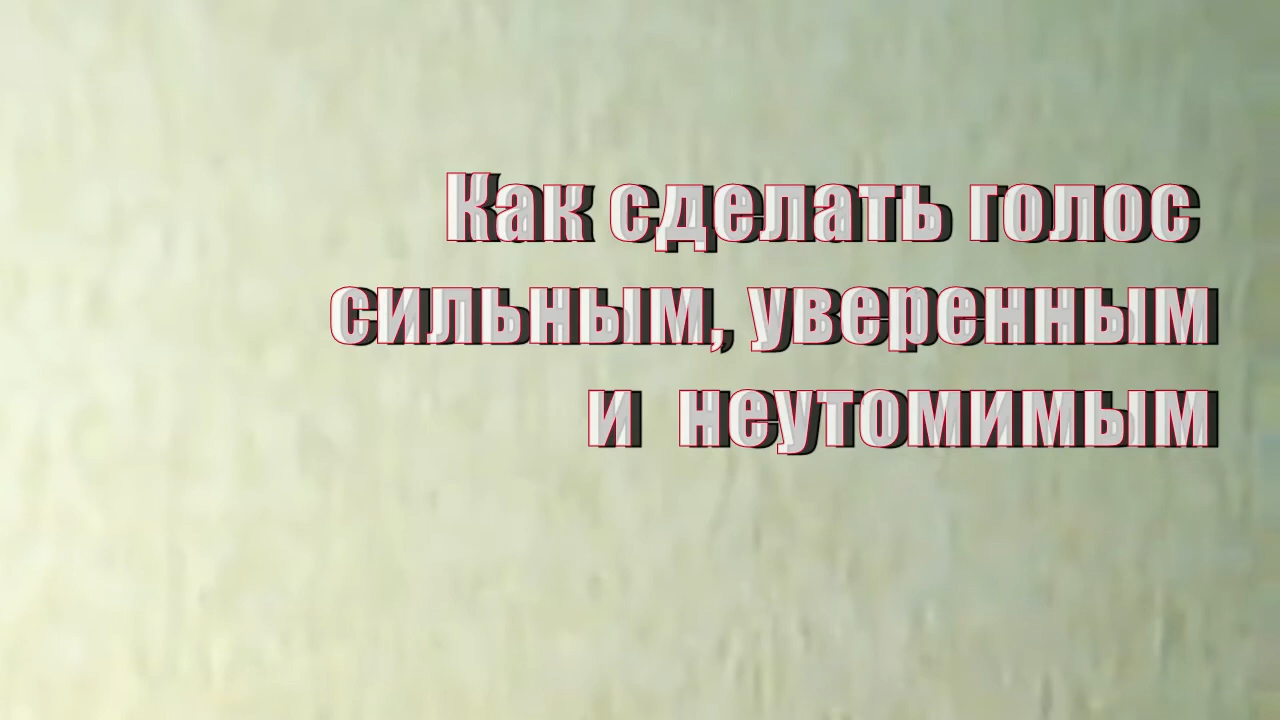 Как сделать голос
сильным, уверенным
и неутомимым